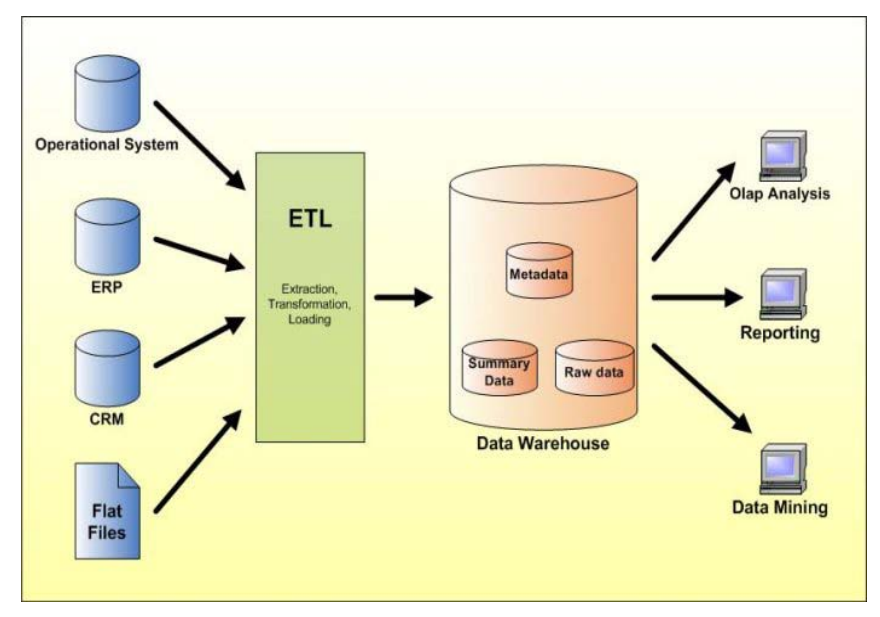 Operational System
ERP
CRM
Flat
Files
ETL
Extraction,
Transformation,
Loading
Metadata
Summary
Data
Raw data
Data Warehouse
Olap Analysis
Reporting
Data Mining